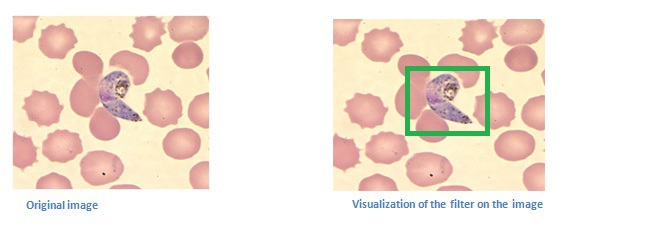 Original image
Visualization of the filter on the image